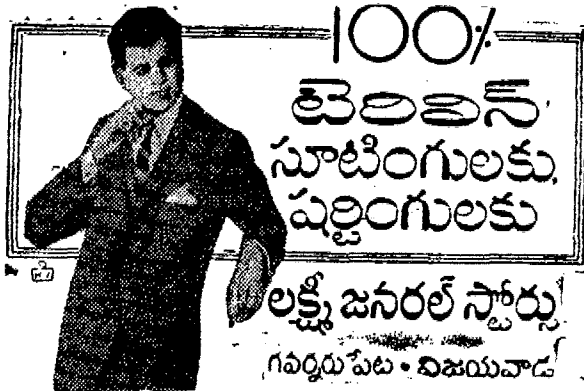 100%
టెరిలిన్
సూటింగులకు,
షర్టింగులకు
లక్ష్మీ జనరల్ స్టోర్సు
గవర్నరుపేట • విజయవాడ